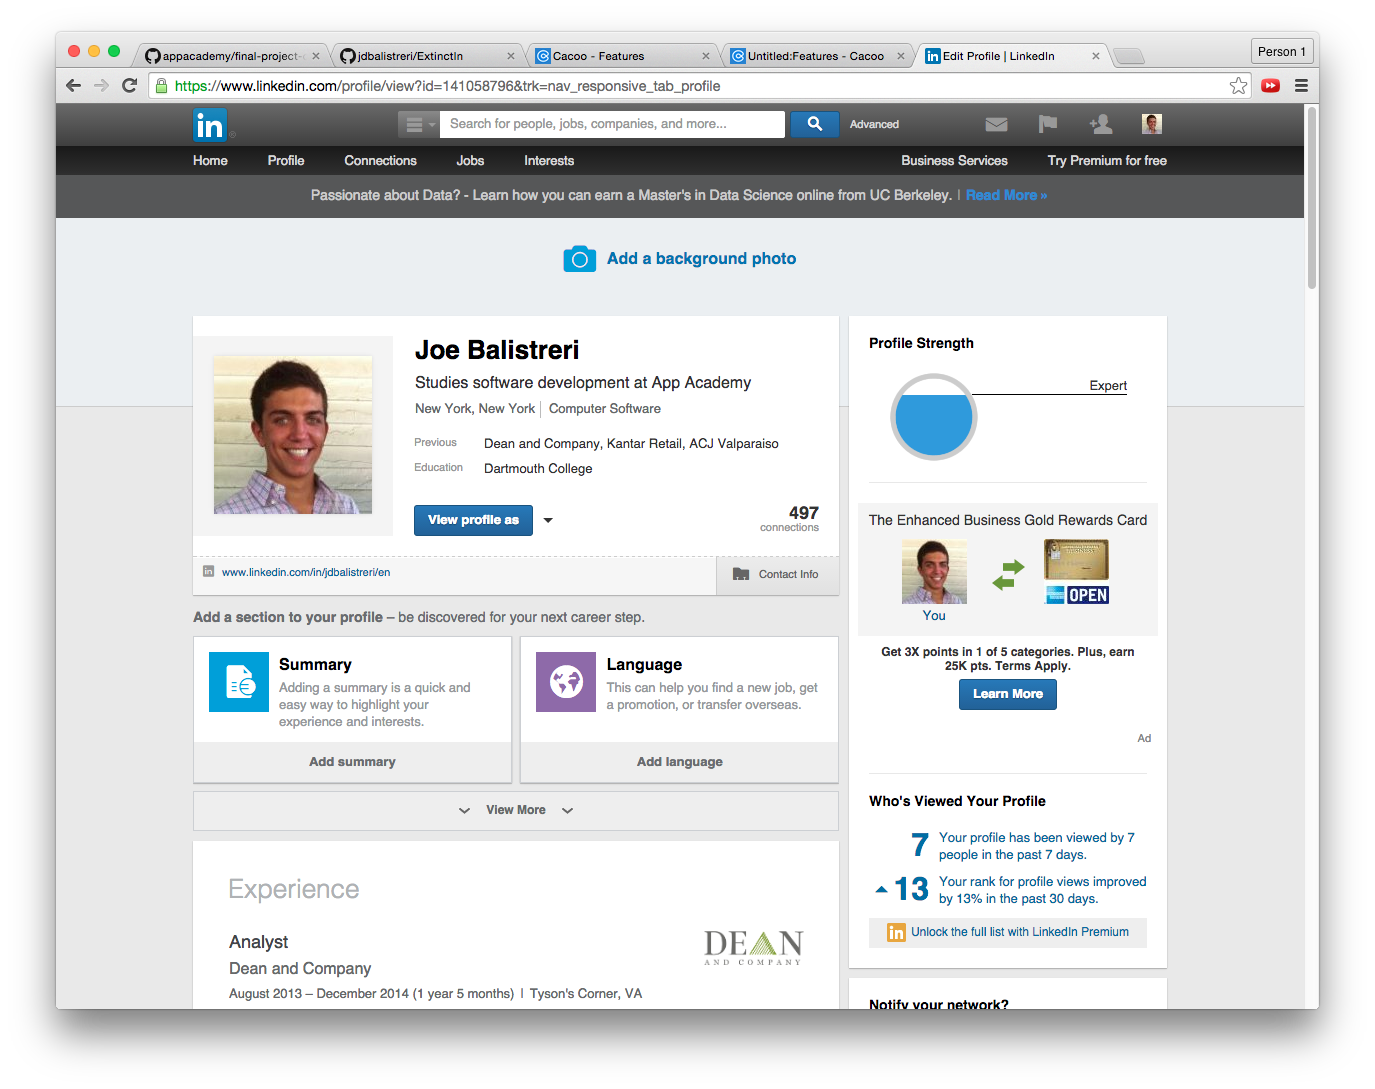 appacademy/final-project-
jdbalistreri/ExtinctIn
Cacoo - Features
Untitled:Features - Cacoo
Edit Profile | LinkedIn
Person 1
https://www.linkedin.com/profile/view?id=141058796&trk=nav_responsive_tab_profile
in
Search for people, jobs, companies, and more...
Advanced
Home
Profile
Connections
Jobs
Interests
Business Services
Try Premium for free
Passionate about Data? - Learn how you can earn a Master's in Data Science online from UC Berkeley. | Read More »
Add a background photo
Joe Balistreri
Studies software development at App Academy
New York, New York | Computer Software
Previous Dean and Company, Kantar Retail, ACJ Valparaiso
Education Dartmouth College
View profile as
497
connections
www.linkedin.com/in/jdbalistreri/en
Contact Info
Add a section to your profile – be discovered for your next career step.
Summary
Adding a summary is a quick and
easy way to highlight your
experience and interests.
Add summary
Language
This can help you find a new job, get
a promotion, or transfer overseas.
Add language
View More
Experience
Analyst
Dean and Company
August 2013 – December 2014 (1 year 5 months) | Tyson's Corner, VA
DEAN
AND COMPANY
Profile Strength
Expert
The Enhanced Business Gold Rewards Card
You
OPEN
Get 3X points in 1 of 5 categories. Plus, earn
25K pts. Terms Apply.
Learn More
Ad
Who's Viewed Your Profile
7 Your profile has been viewed by 7
people in the past 7 days.
13 Your rank for profile views improved
by 13% in the past 30 days.
in Unlock the full list with LinkedIn Premium
Notify your network?